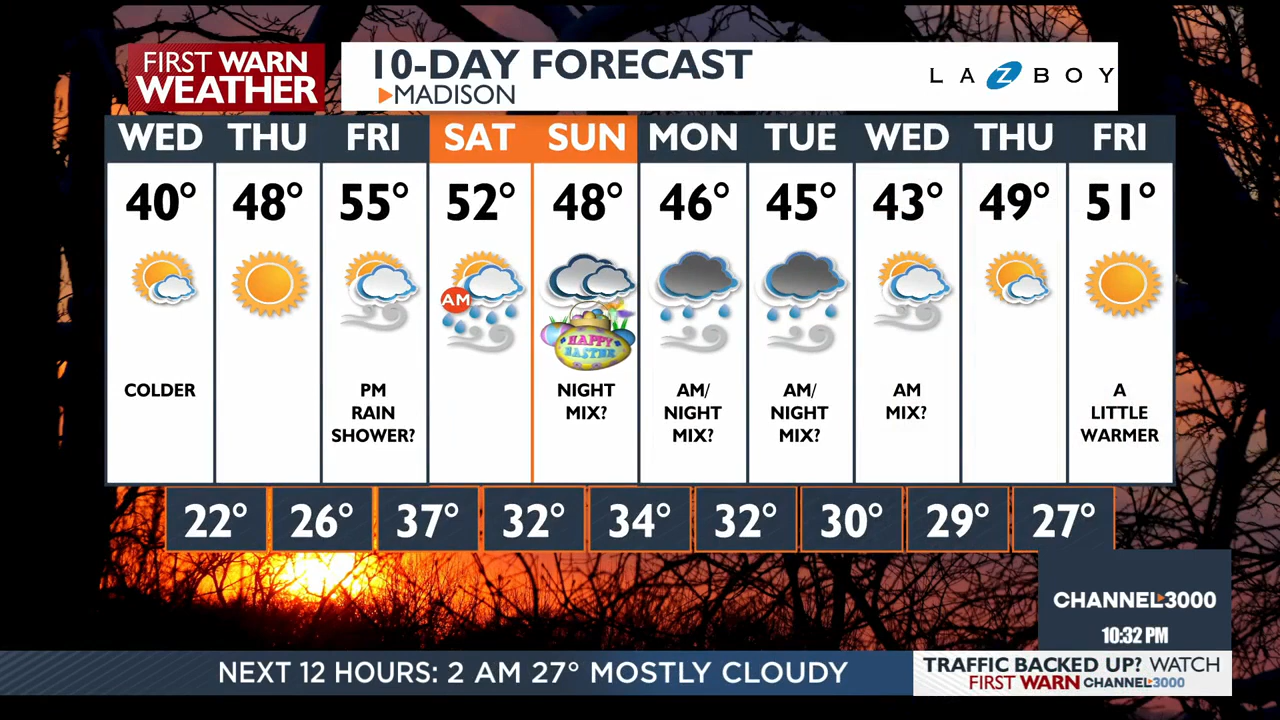 FIRST WARN
WEATHER
10-DAY FORECAST
MADISON
LA Z BOY
WED THU FRI SAT SUN MON TUE WED THU FRI
40° 48° 55° 52° 48° 46° 45° 43° 49° 51°
AM
HAPPY
EASTER
COLDER
PM
RAIN
SHOWER?
NIGHT
MIX?
AM/
NIGHT
MIX?
AM/
NIGHT
MIX?
AM
MIX?
A
LITTLE
WARMER
22° 26° 37° 32° 34° 32° 30° 29° 27°
CHANNEL3000
10:32 PM
NEXT 12 HOURS: 2 AM 27° MOSTLY CLOUDY
TRAFFIC BACKED UP? WATCH
FIRST WARN CHANNEL3000